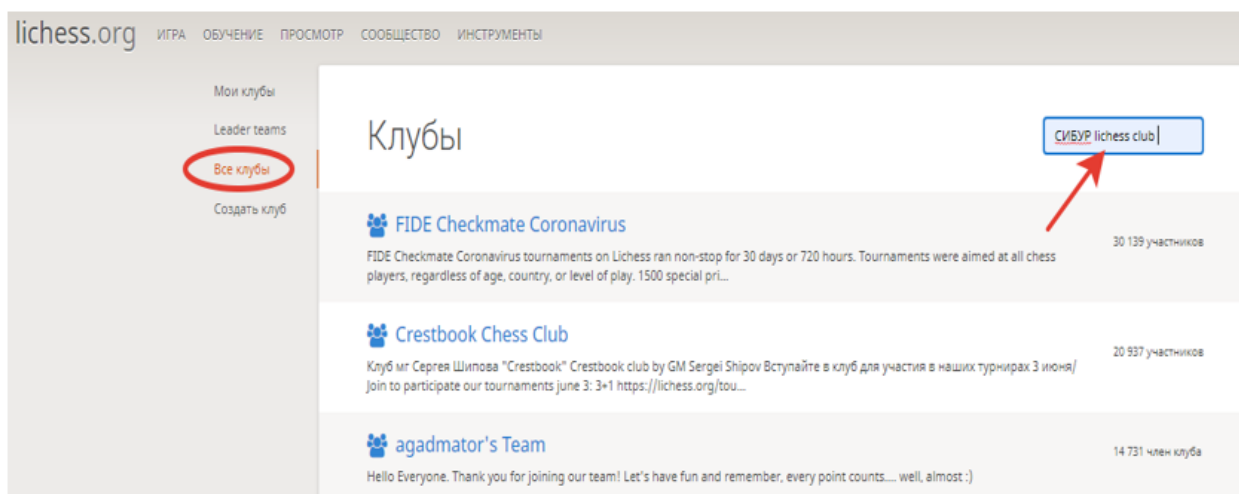 lichess.org ИГРА ОБУЧЕНИЕ ПРОСМОТР СООБЩЕСТВО ИНСТРУМЕНТЫ
Мои клубы
Leader teams
Все клубы
Создать клуб
Клубы
СИБУР lichess club
FIDE Checkmate Coronavirus
FIDE Checkmate Coronavirus tournaments on Lichess ran non-stop for 30 days or 720 hours. Tournaments were aimed at all chess
players, regardless of age, country, or level of play. 1500 special pri...
30 139 участников
Crestbook Chess Club
Клуб мг Сергея Шипова "Crestbook" Crestbook club by GM Sergei Shipov Вступайте в клуб для участия в наших турнирах 3 июня/
Join to participate our tournaments june 3: 3+1 https://lichess.org/tou...
20 937 участников
agadmator's Team
Hello Everyone. Thank you for joining our team! Let's have fun and remember, every point counts.... well, almost :)
14 731 член клуба